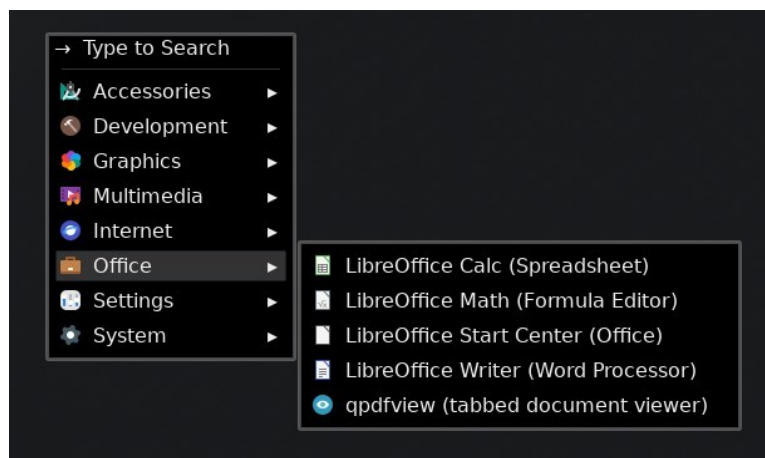 → Type to Search
Accessories ▸
Development ▸
Graphics ▸
Multimedia ▸
Internet ▸
Office ▸
Settings ▸
System ▸
LibreOffice Calc (Spreadsheet)
LibreOffice Math (Formula Editor)
LibreOffice Start Center (Office)
LibreOffice Writer (Word Processor)
qpdfview (tabbed document viewer)